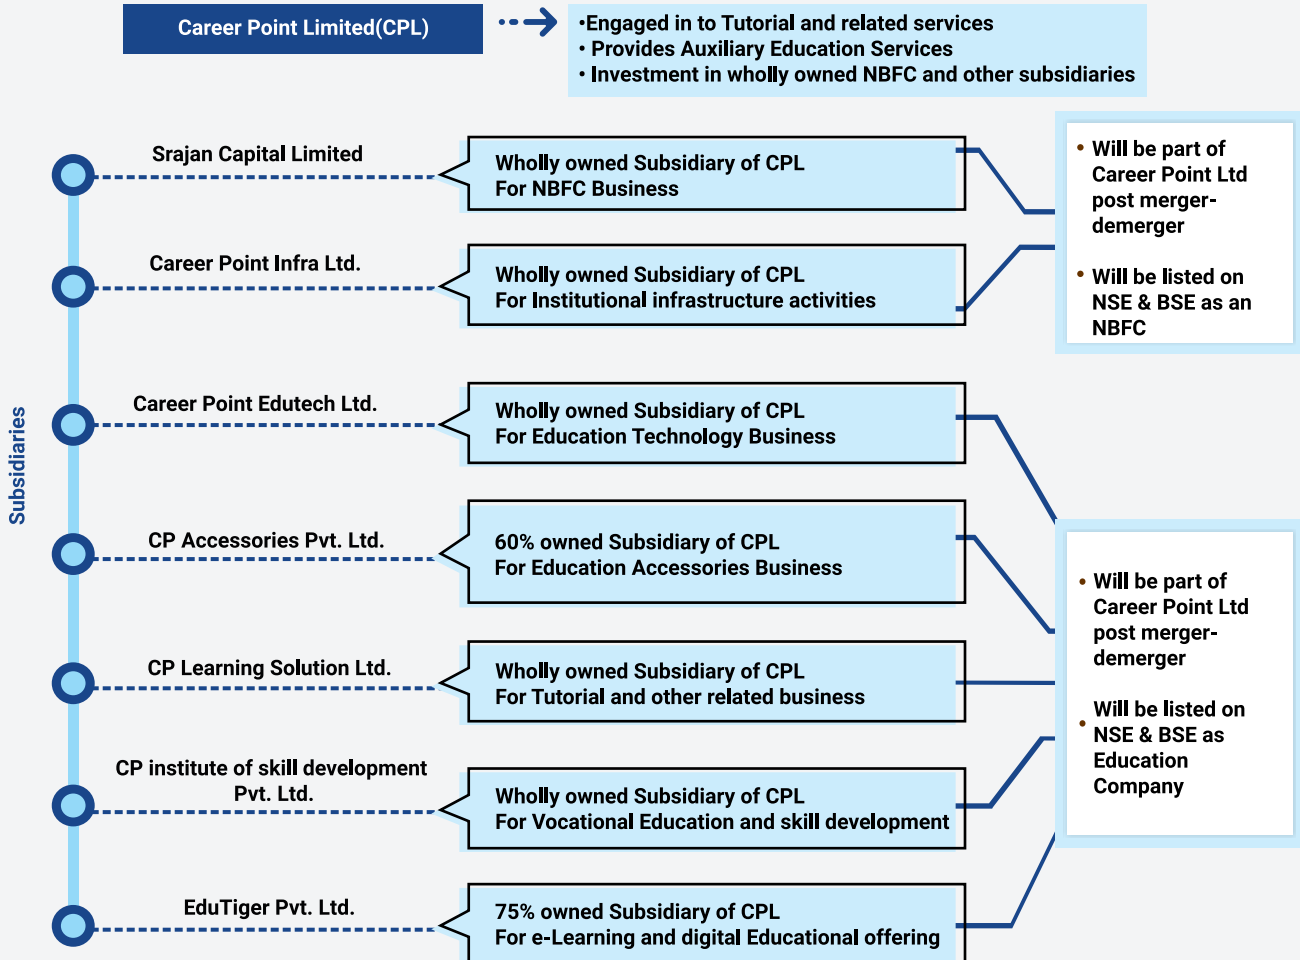 Career Point Limited(CPL)
•Engaged in to Tutorial and related services
• Provides Auxiliary Education Services
• Investment in wholly owned NBFC and other subsidiaries
Subsidiaries
Srajan Capital Limited
Wholly owned Subsidiary of CPL
For NBFC Business
Career Point Infra Ltd.
Wholly owned Subsidiary of CPL
For Institutional infrastructure activities
• Will be part of
Career Point Ltd
post merger-
demerger
• Will be listed on
NSE & BSE as an
NBFC
Career Point Edutech Ltd.
Wholly owned Subsidiary of CPL
For Education Technology Business
CP Accessories Pvt. Ltd.
60% owned Subsidiary of CPL
For Education Accessories Business
CP Learning Solution Ltd.
Wholly owned Subsidiary of CPL
For Tutorial and other related business
CP institute of skill development
Pvt. Ltd.
Wholly owned Subsidiary of CPL
For Vocational Education and skill development
EduTiger Pvt. Ltd.
75% owned Subsidiary of CPL
For e-Learning and digital Educational offering
• Will be part of
Career Point Ltd
post merger-
demerger
• Will be listed on
NSE & BSE as
Education
Company